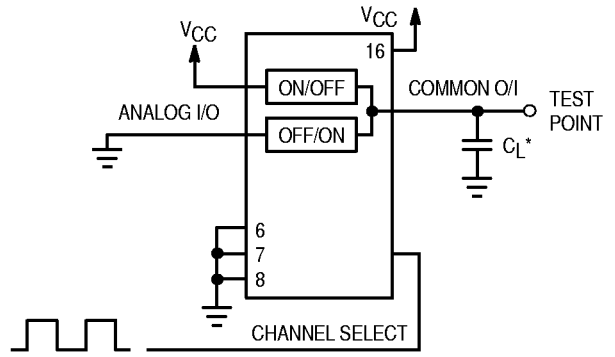 VCC
VCC
16
ON/OFF
COMMON O/I
TEST
POINT
ANALOG I/O
OFF/ON
CL*
6
7
8
CHANNEL SELECT